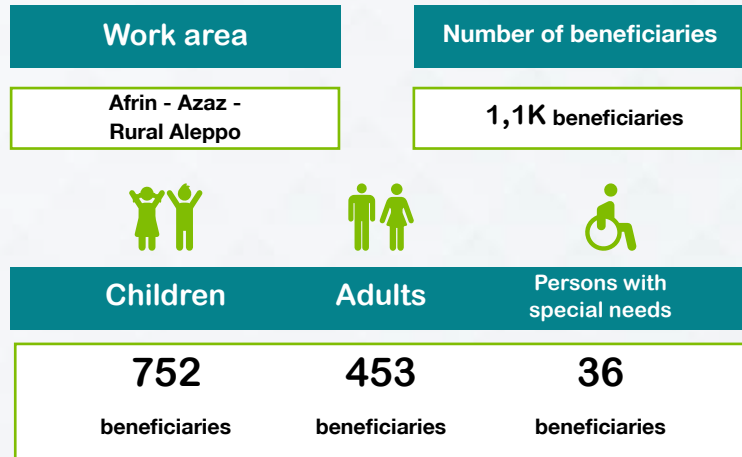 Work area
Number of beneficiaries
Afrin - Azaz -
Rural Aleppo
1,1K beneficiaries
Children
Adults
Persons with
special needs
752
453
36
beneficiaries
beneficiaries
beneficiaries